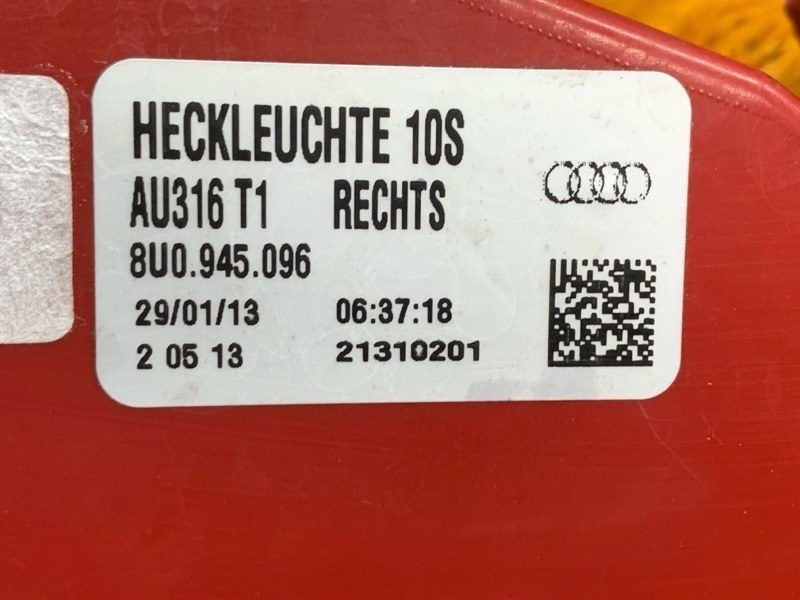 HECKLEUCHTE 10S
AU316 T1 RECHTS
8U0.945.096
29/01/13 06:37:18
2 05 13 21310201